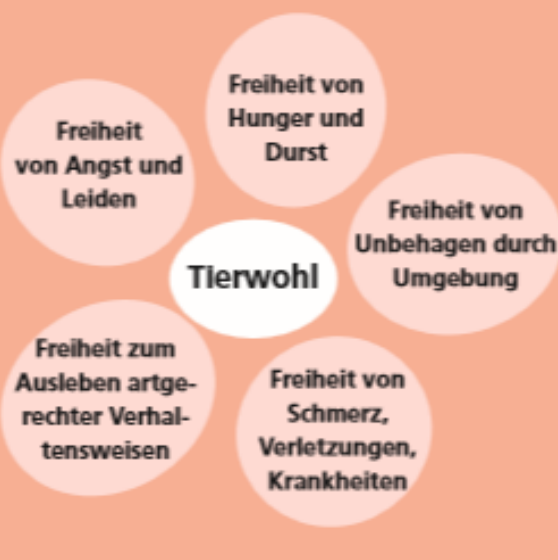 Freiheit von
Hunger und
Durst
Freiheit
von Angst und
Leiden
Freiheit von
Unbehagen durch
Umgebung
Tierwohl
Freiheit zum
Ausleben artge-
rechter Verhal-
tensweisen
Freiheit von
Schmerz,
Verletzungen,
Krankheiten